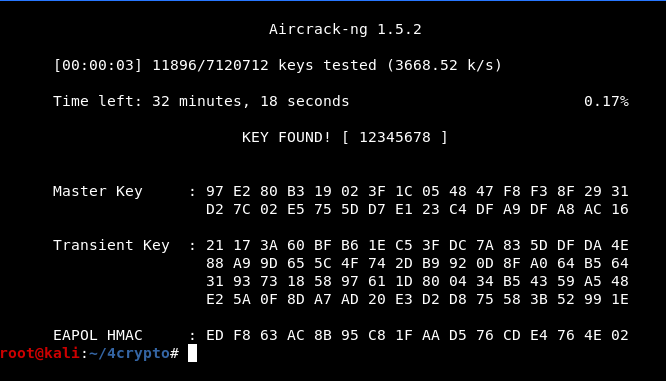 Aircrack-ng 1.5.2
[00:00:03] 11896/7120712 keys tested (3668.52 k/s)
Time left: 32 minutes, 18 seconds 0.17%
KEY FOUND! [ 12345678 ]
Master Key : 97 E2 80 B3 19 02 3F 1C 05 48 47 F8 F3 8F 29 31
D2 7C 02 E5 75 5D D7 E1 23 C4 DF A9 DF A8 AC 16
Transient Key : 21 17 3A 60 BF B6 1E C5 3F DC 7A 83 5D DF DA 4E
88 A9 9D 65 5C 4F 74 2D B9 92 0D 8F A0 64 B5 64
31 93 73 18 58 97 61 1D 80 04 34 B5 43 59 A5 48
E2 5A 0F 8D A7 AD 20 E3 D2 D8 75 58 3B 52 99 1E
EAPOL HMAC : ED F8 63 AC 8B 95 C8 1F AA D5 76 CD E4 76 4E 02
root@kali:~/4crypto#